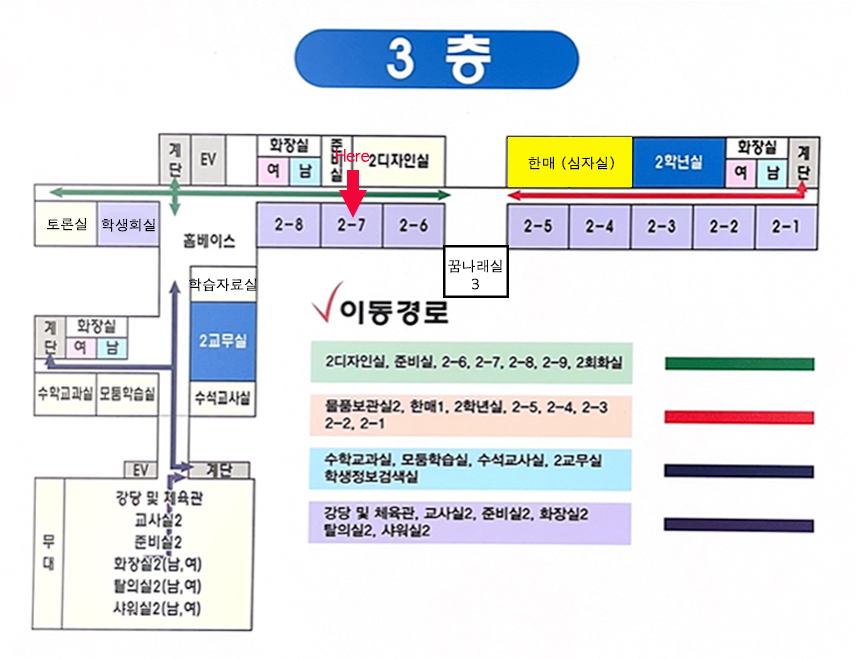 3 층
계단
EV
화장실
여 남
준비실
Here
2디자인실
한매 (심자실)
2학년실
화장실
여 남
계단
토론실
학생회실
홈베이스
2-8
2-7
2-6
2-5
2-4
2-3
2-2
2-1
꿈나래실
3
학습자료실
2교무실
수석교사실
계단
화장실
여 남
수학교과실
모둠학습실
EV
계단
무대
강당 및 체육관
교사실2
준비실2
화장실2(남,여)
탈의실2(남,여)
샤워실2(남,여)
이동경로
2디자인실, 준비실, 2-6, 2-7, 2-8, 2-9, 2회화실
물품보관실2, 한매1, 2학년실, 2-5, 2-4, 2-3
2-2, 2-1
수학교과실, 모둠학습실, 수석교사실, 2교무실
학생정보검색실
강당 및 체육관, 교사실2, 준비실2, 화장실2
탈의실2, 샤워실2